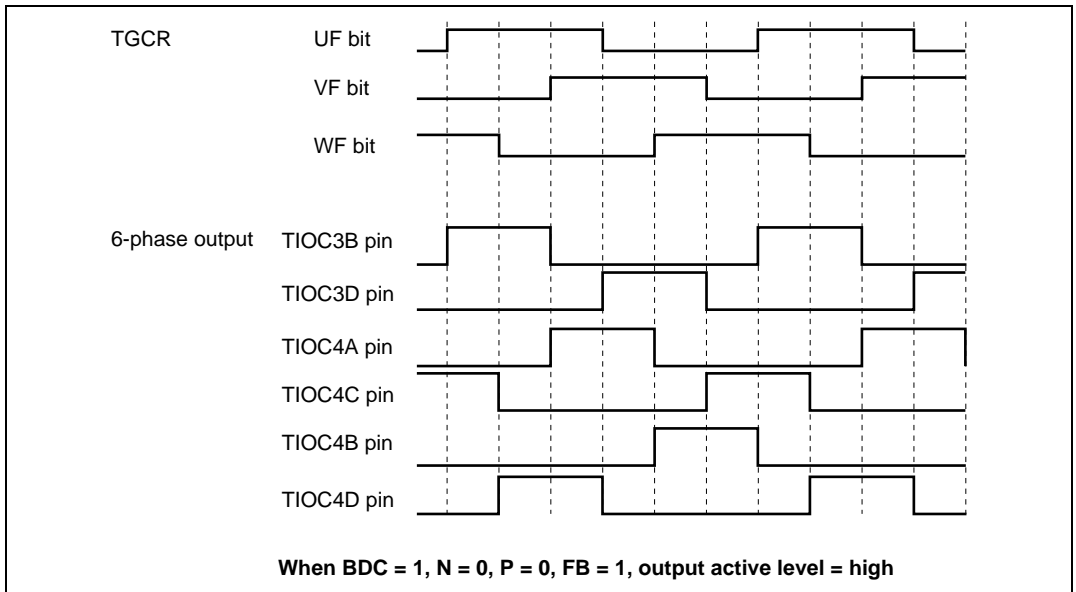 TGCR UF bit
VF bit
WF bit
6-phase output TIOC3B pin
TIOC3D pin
TIOC4A pin
TIOC4C pin
TIOC4B pin
TIOC4D pin
When BDC = 1, N = 0, P = 0, FB = 1, output active level = high